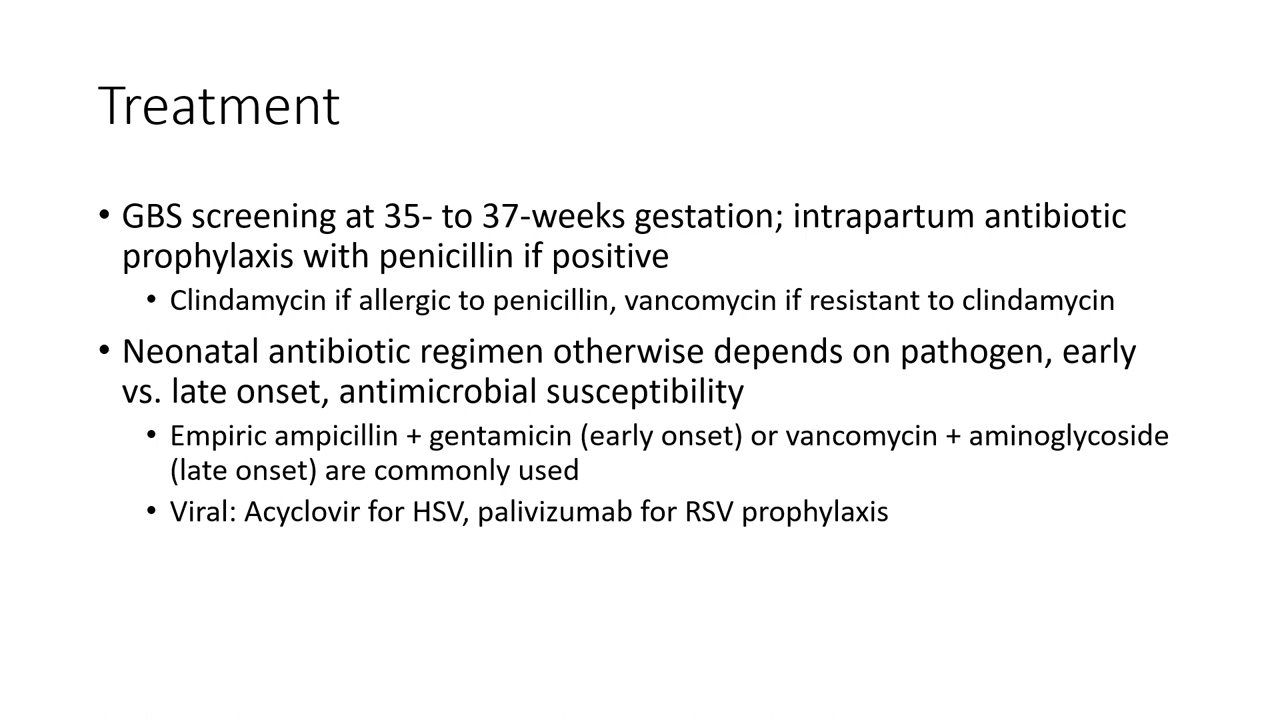 Treatment
• GBS screening at 35- to 37-weeks gestation; intrapartum antibiotic
prophylaxis with penicillin if positive
• Clindamycin if allergic to penicillin, vancomycin if resistant to clindamycin
• Neonatal antibiotic regimen otherwise depends on pathogen, early
vs. late onset, antimicrobial susceptibility
• Empiric ampicillin + gentamicin (early onset) or vancomycin + aminoglycoside
(late onset) are commonly used
• Viral: Acyclovir for HSV, palivizumab for RSV prophylaxis